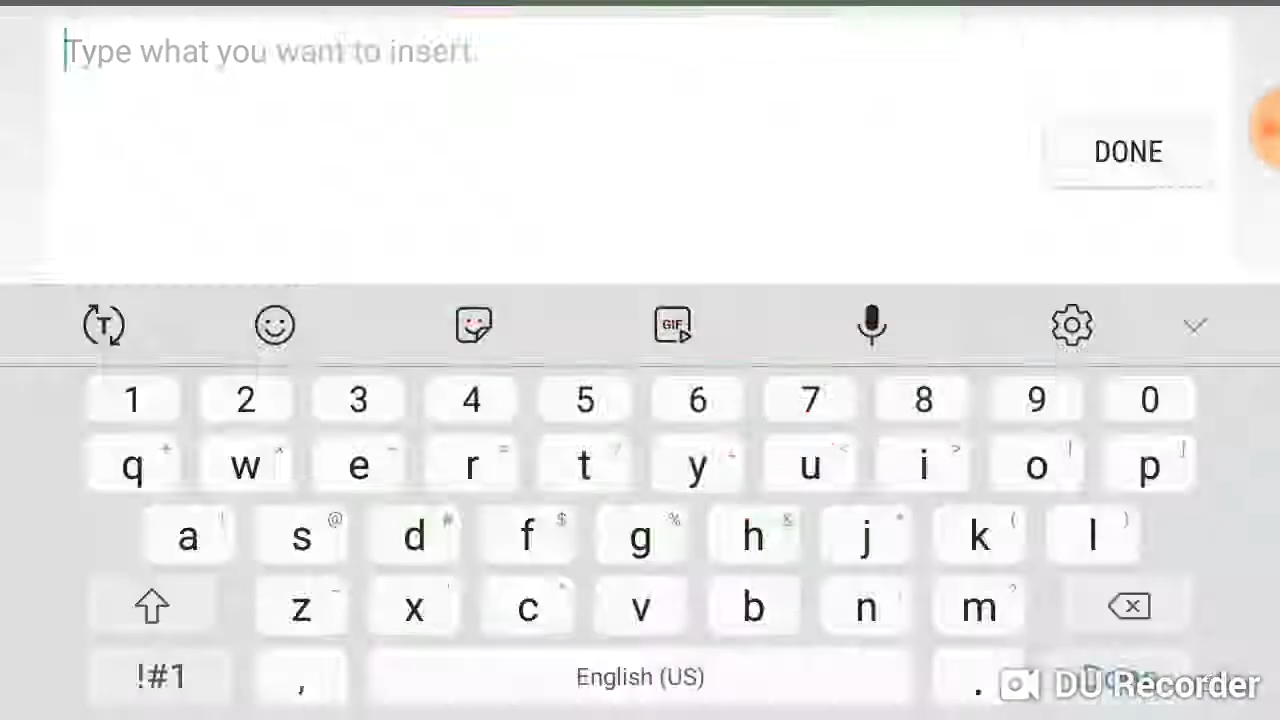 Type what you want to insert.
DONE
T
GIF
1 2 3 4 5 6 7 8 9 0
q w e r t y u i o p
a s @ d # f $ g % h & j k ( l )
z x c v b n m
!#1 , English (US) .
DU Recorder